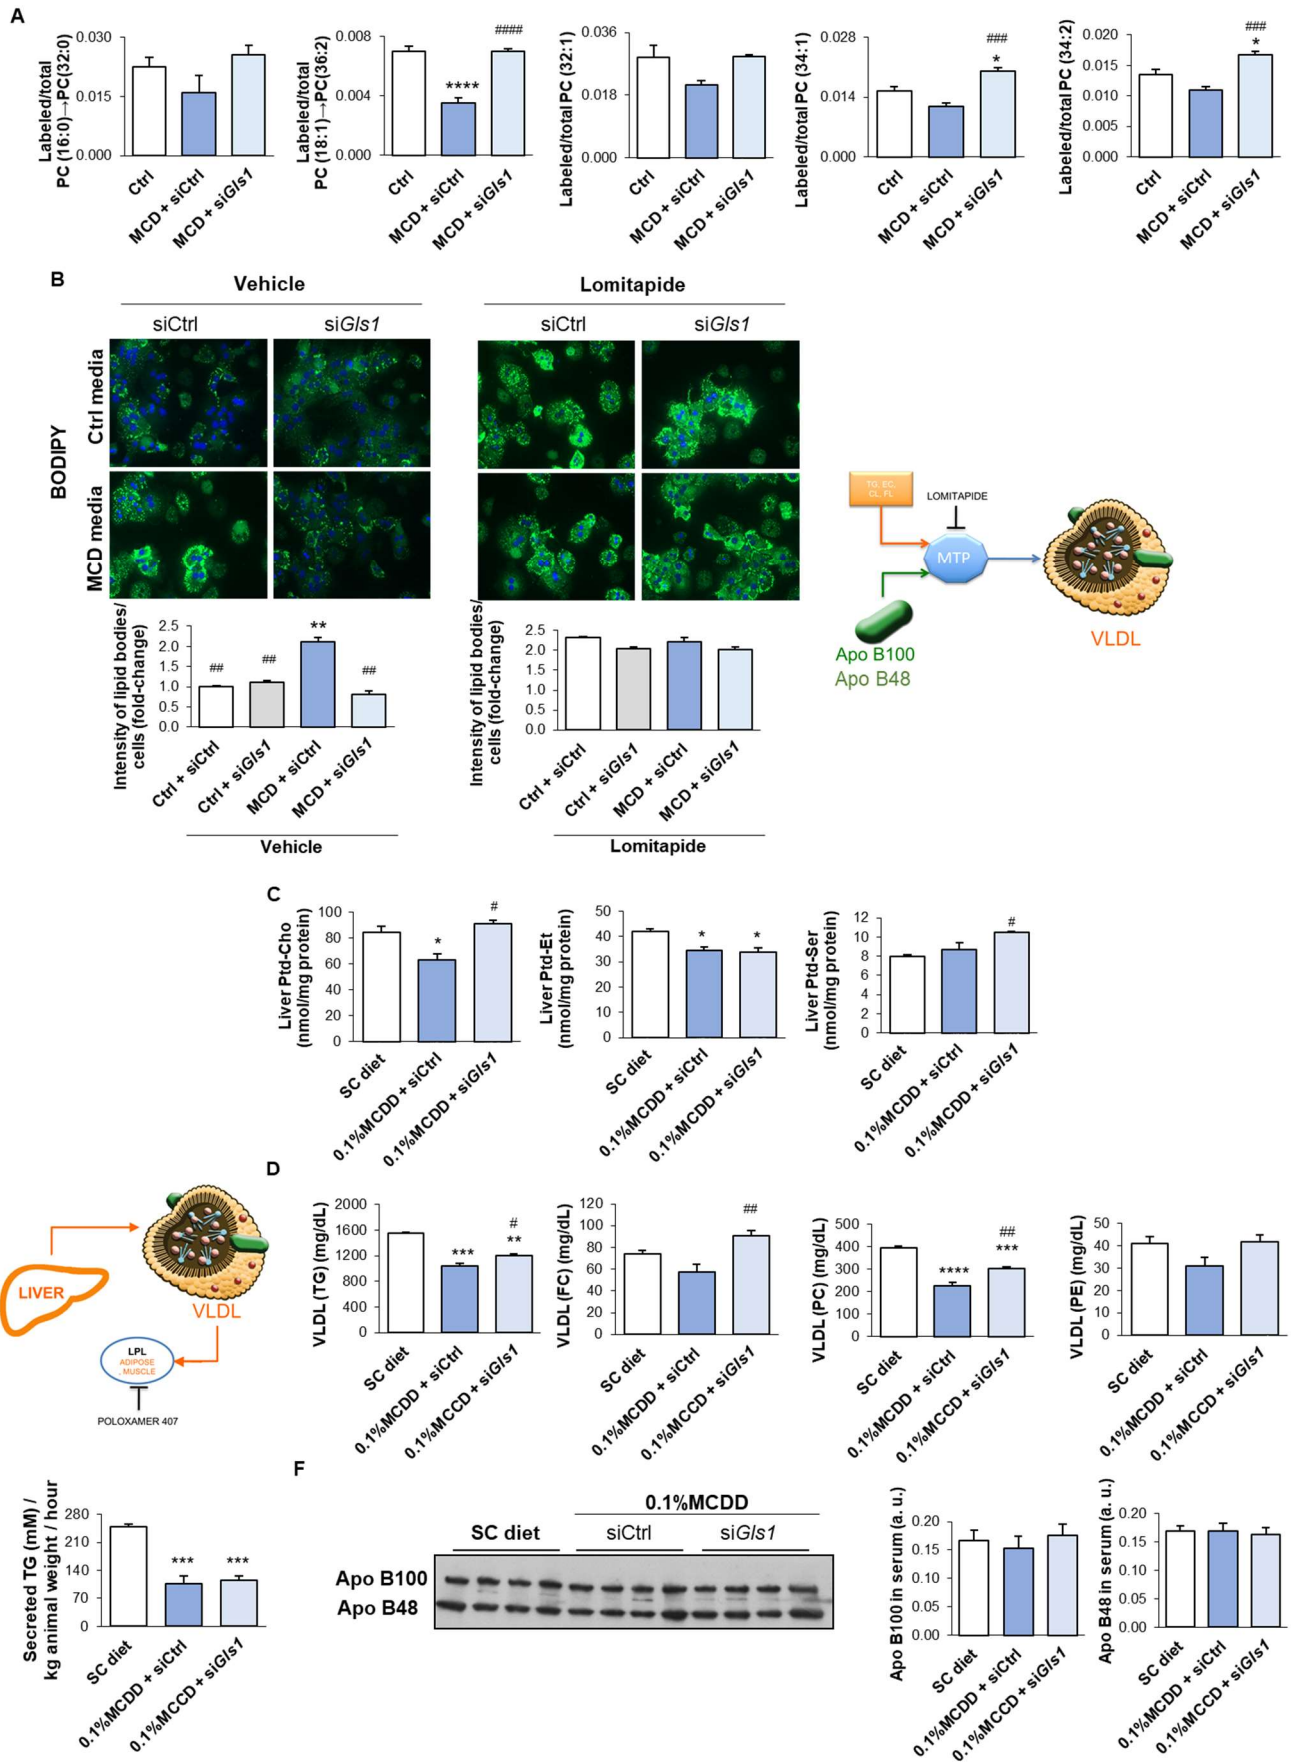 A
Labeled/total
PC (16:0)→PC(32:0)
0.030
0.015
0.000
Ctrl
MCD + siCtrl
MCD + siGls1
Labeled/total
PC (18:1)→PC(36:2)
0.008
0.004
0.000
****
####
Ctrl
MCD + siCtrl
MCD + siGls1
Labeled/total PC (32:1)
0.036
0.018
0.000
Ctrl
MCD + siCtrl
MCD + siGls1
Labeled/total PC (34:1)
0.028
0.014
0.000
###
*
Ctrl
MCD + siCtrl
MCD + siGls1
Labeled/total PC (34:2)
0.020
0.015
0.010
0.005
0.000
###
*
Ctrl
MCD + siCtrl
MCD + siGls1
B
Vehicle
Lomitapide
siCtrl
siGls1
siCtrl
siGls1
BODIPY
Ctrl media
MCD media
Intensity of lipid bodies/
cells (fold-change)
2.5
2.0
1.5
1.0
0.5
0.0
##
##
**
##
Ctrl + siCtrl
Ctrl + siGls1
MCD + siCtrl
MCD + siGls1
Vehicle
Intensity of lipid bodies/
cells (fold-change)
2.5
2.0
1.5
1.0
0.5
0.0
Ctrl + siCtrl
Ctrl + siGls1
MCD + siCtrl
MCD + siGls1
Lomitapide
TG, EC,
CL, FL
LOMITAPIDE
MTP
Apo B100
Apo B48
VLDL
C
Liver Ptd-Cho
(nmol/mg protein)
100
80
60
40
20
0
*
#
SC diet
0.1%MCDD + siCtrl
0.1%MCDD + siGls1
Liver Ptd-Et
(nmol/mg protein)
50
40
30
20
10
0
*
*
SC diet
0.1%MCDD + siCtrl
0.1%MCDD + siGls1
Liver Ptd-Ser
(nmol/mg protein)
12
10
8
6
4
2
0
#
SC diet
0.1%MCDD + siCtrl
0.1%MCDD + siGls1
D
LIVER
VLDL
LPL
ADIPOSE
, MUSCLE
POLOXAMER 407
VLDL (TG) (mg/dL)
2000
1600
1200
800
400
0
***
#
**
SC diet
0.1%MCDD + siCtrl
0.1%MCCD + siGls1
VLDL (FC) (mg/dL)
120
100
80
60
40
20
0
##
SC diet
0.1%MCDD + siCtrl
0.1%MCCD + siGls1
VLDL (PC) (mg/dL)
500
400
300
200
100
0
****
##
***
SC diet
0.1%MCDD + siCtrl
0.1%MCCD + siGls1
VLDL (PE) (mg/dL)
50
40
30
20
10
0
SC diet
0.1%MCDD + siCtrl
0.1%MCCD + siGls1
Secreted TG (mM) /
kg animal weight / hour
280
210
140
70
0
***
***
SC diet
0.1%MCDD + siCtrl
0.1%MCCD + siGls1
F
0.1%MCDD
SC diet
siCtrl
siGls1
Apo B100
Apo B48
Apo B100 in serum (a. u.)
0.20
0.15
0.10
0.05
0.00
SC diet
0.1%MCDD + siCtrl
0.1%MCCD + siGls1
Apo B48 in serum (a. u.)
0.20
0.15
0.10
0.05
0.00
SC diet
0.1%MCDD + siCtrl
0.1%MCCD + siGls1